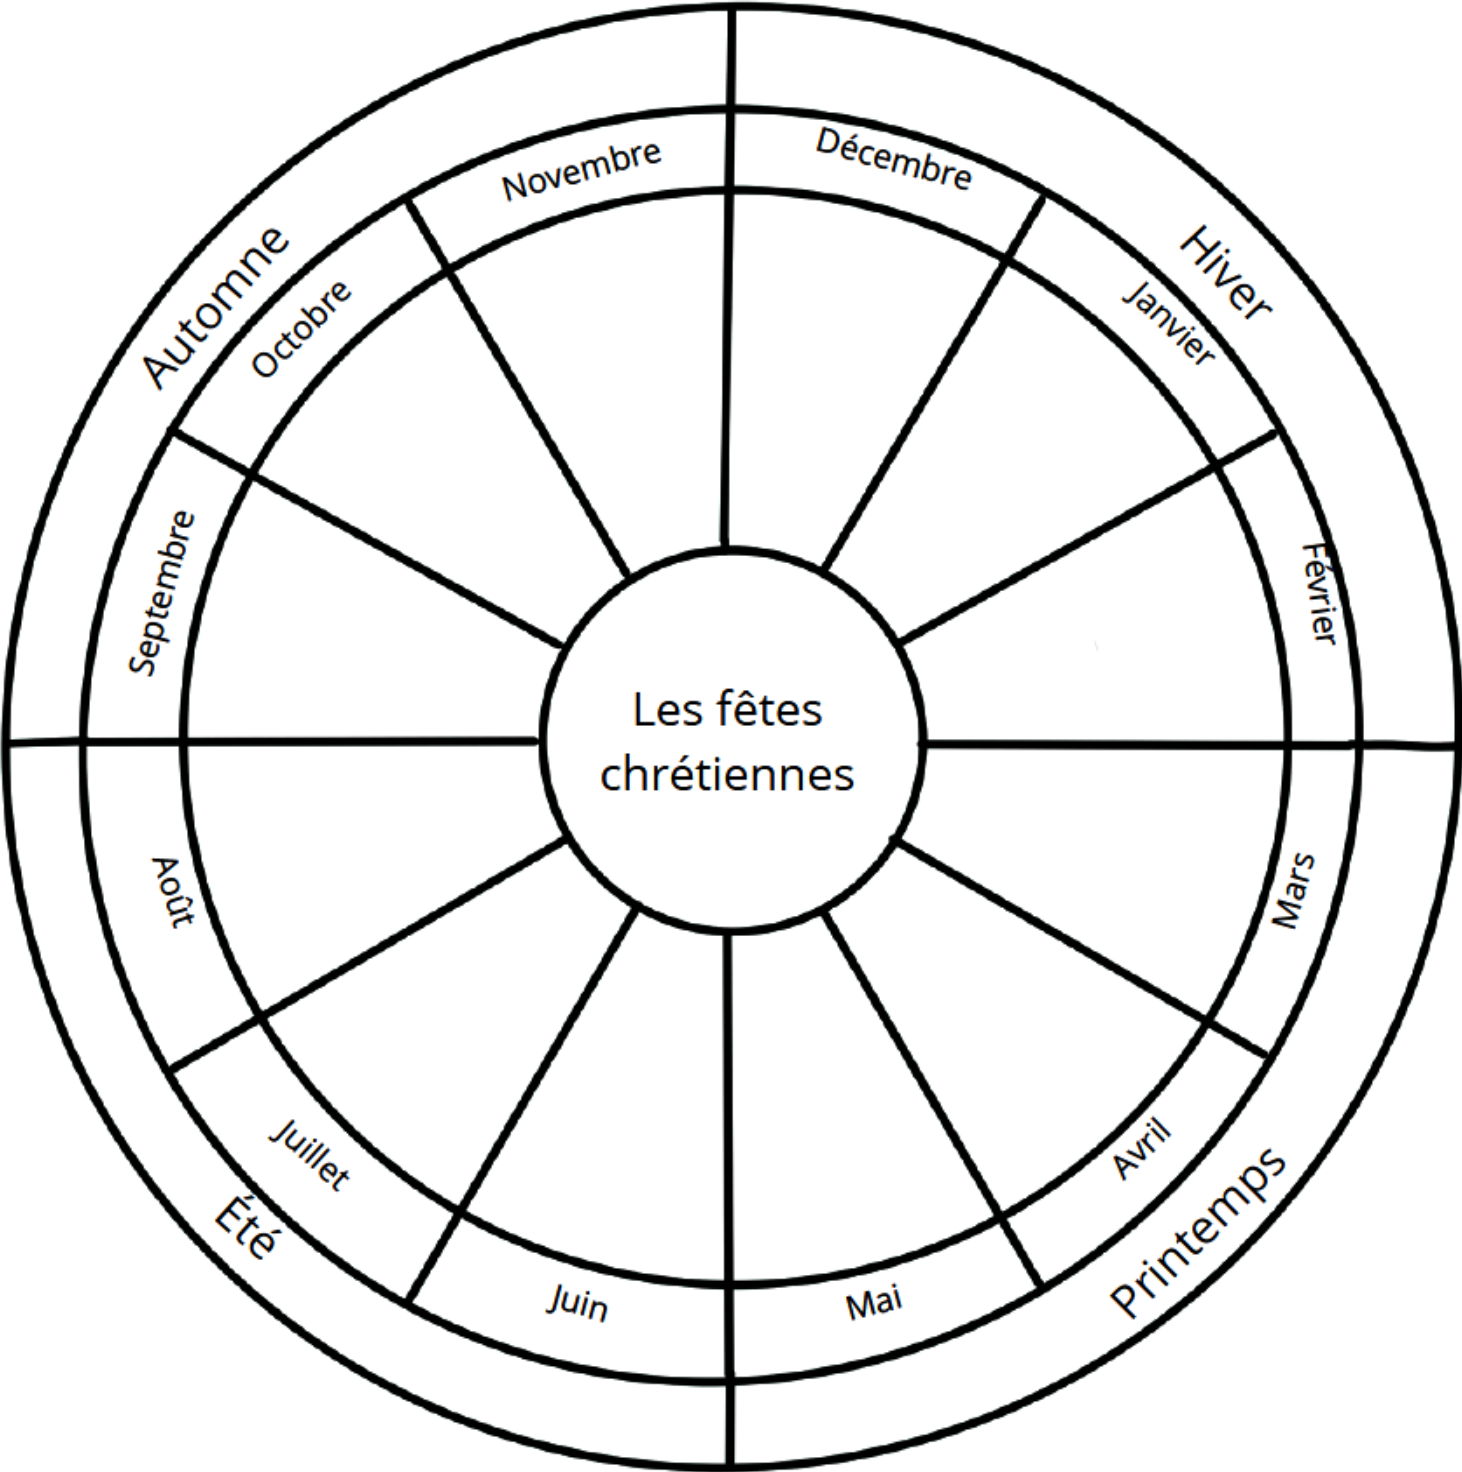 Les fêtes
chrétiennes
Hiver
Décembre
Janvier
Février
Printemps
Mars
Avril
Mai
Été
Juin
Juillet
Août
Automne
Septembre
Octobre
Novembre